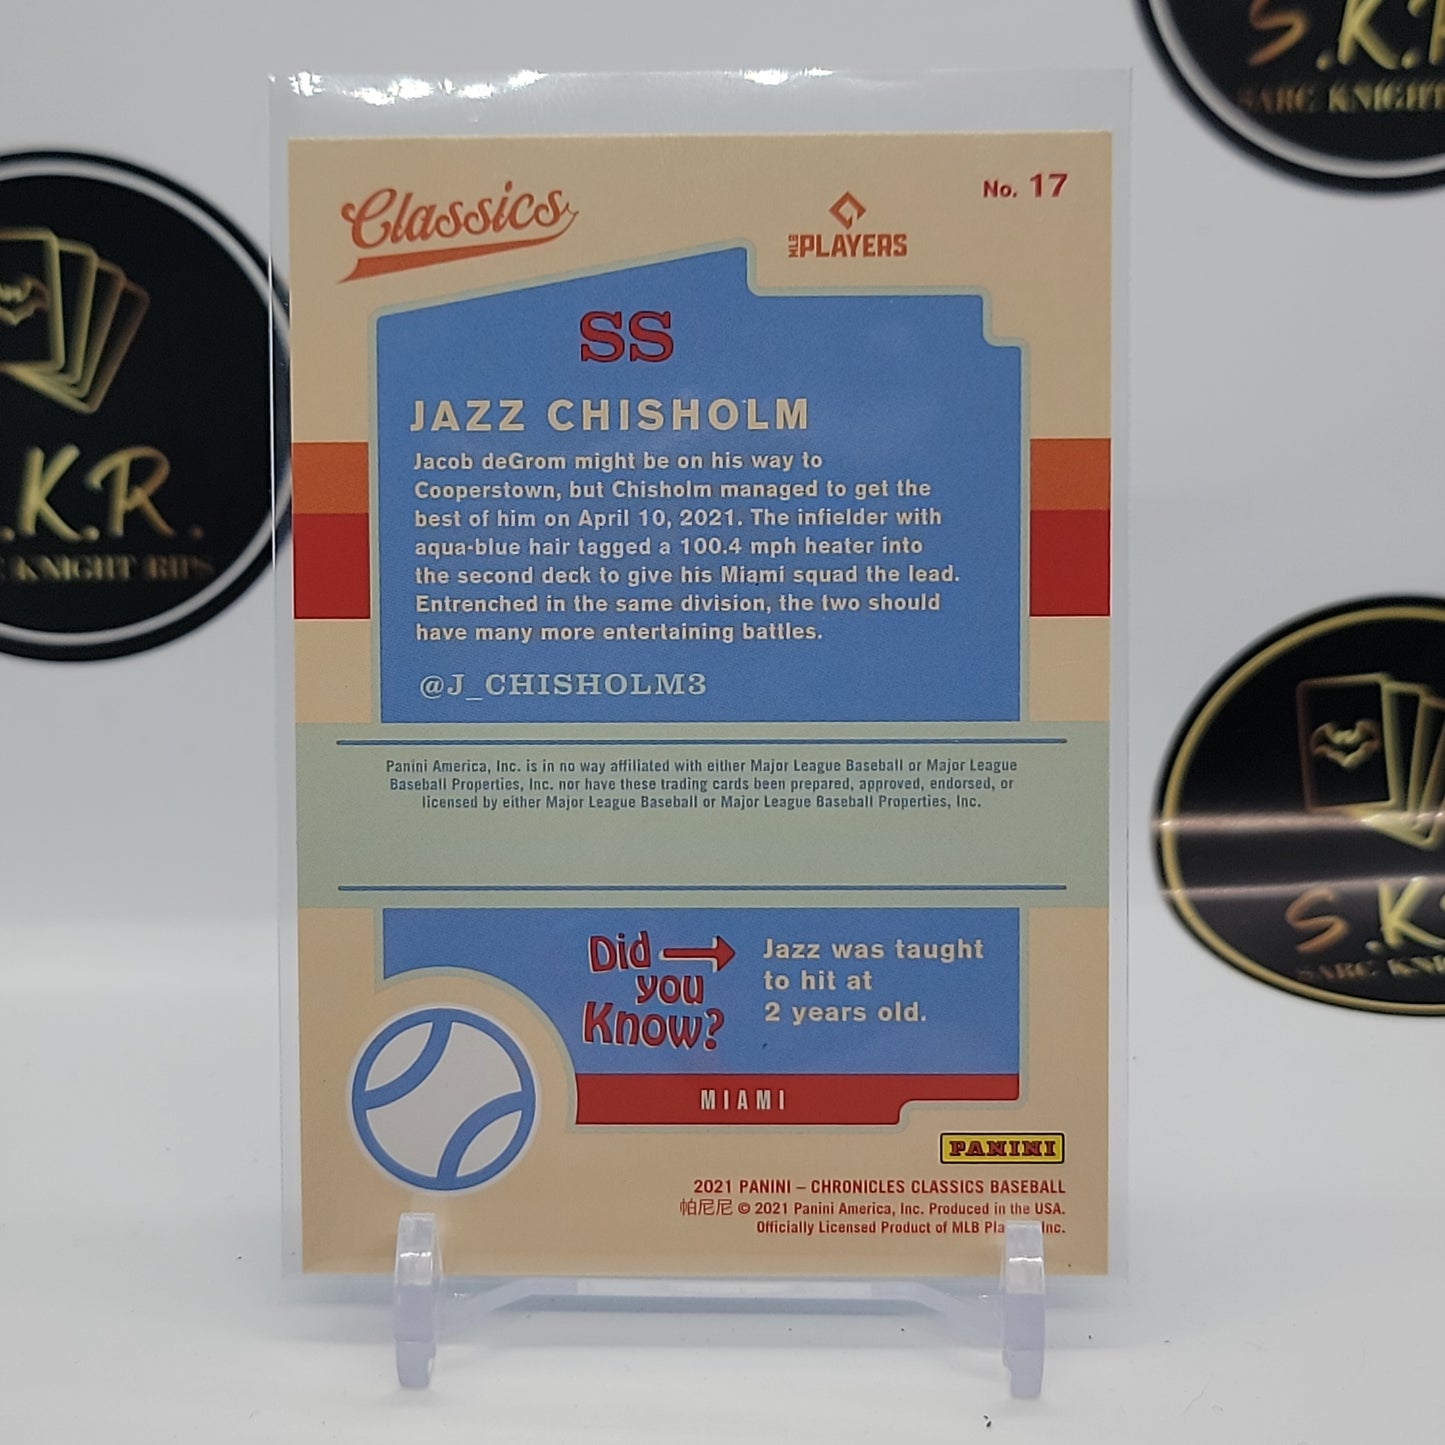 Classics
MLB PLAYERS
No. 17
SS
JAZZ CHISHOLM
Jacob deGrom might be on his way to
Cooperstown, but Chisholm managed to get the
best of him on April 10, 2021. The infielder with
aqua-blue hair tagged a 100.4 mph heater into
the second deck to give his Miami squad the lead.
Entrenched in the same division, the two should
have many more entertaining battles.
@J_CHISHOLM3
Panini America, Inc. is in no way affiliated with either Major League Baseball or Major League
Baseball Properties, Inc. nor have these trading cards been prepared, approved, endorsed, or
licensed by either Major League Baseball or Major League Baseball Properties, Inc.
Did
you
Know?
Jazz was taught
to hit at
2 years old.
MIAMI
PANINI
2021 PANINI – CHRONICLES CLASSICS BASEBALL
帕尼尼 © 2021 Panini America, Inc. Produced in the USA.
Officially Licensed Product of MLB Inc.
.K.R.
KNIGHT RIPS
S.K.R
SARC KNIGHT
S.K
SARC